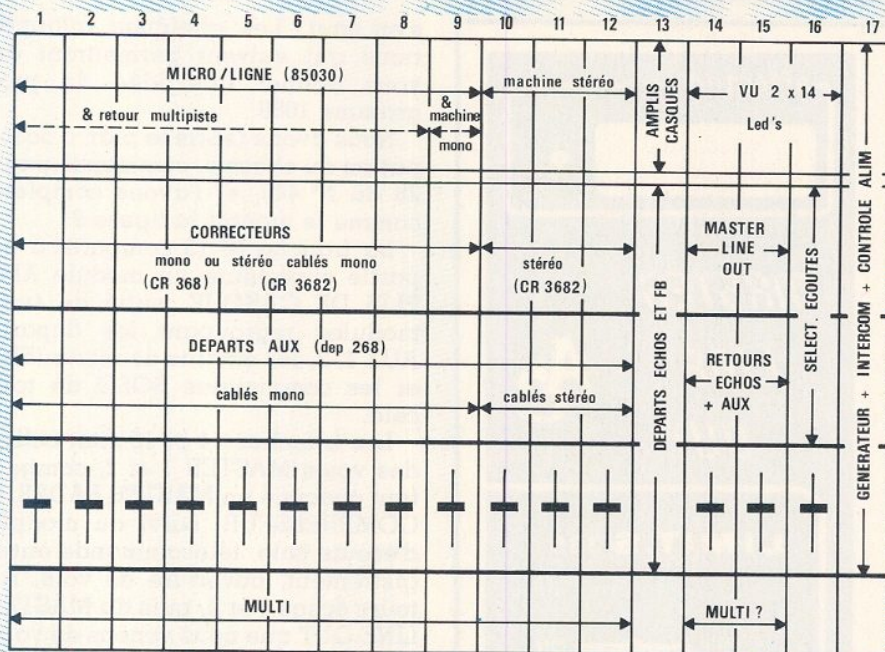 1 2 3 4 5 6 7 8 9 10 11 12 13 14 15 16 17
MICRO/LIGNE (85030)
& retour multipiste
&
machine
mono
machine stéréo
AMPLIS
CASQUES
VU 2 x 14
Led's
CORRECTEURS
mono ou stéréo cablés mono
(CR 368) (CR 3682)
stéréo
(CR 3682)
MASTER
LINE
OUT
DEPARTS AUX (dep 268)
cablés mono
cablés stéréo
DEPARTS ECHOS ET FB
RETOURS
ECHOS
+ AUX
SELECT. ECOUTES
GENERATEUR + INTERCOM + CONTROLE ALIM
MULTI
MULTI ?